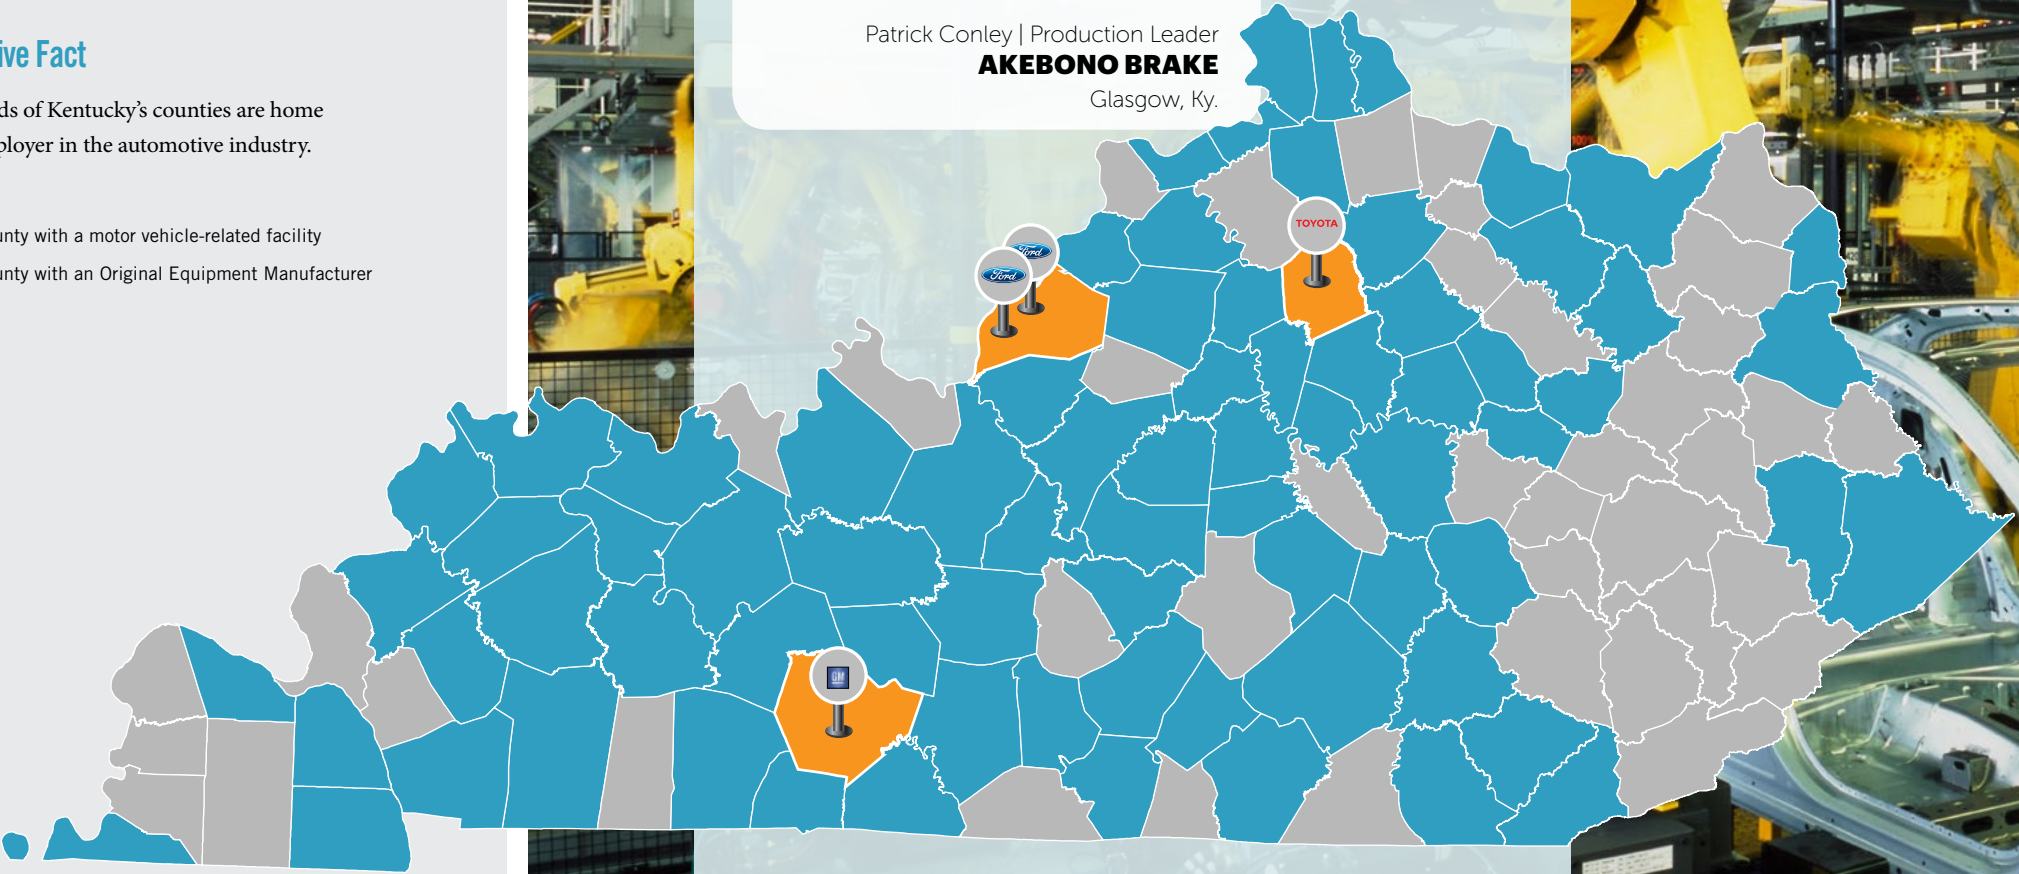 ive Fact
ds of Kentucky's counties are home
ployer in the automotive industry.
unty with a motor vehicle-related facility
unty with an Original Equipment Manufacturer
Patrick Conley | Production Leader
AKEBONO BRAKE
Glasgow, Ky.
TOYOTA
Ford
Ford
GM